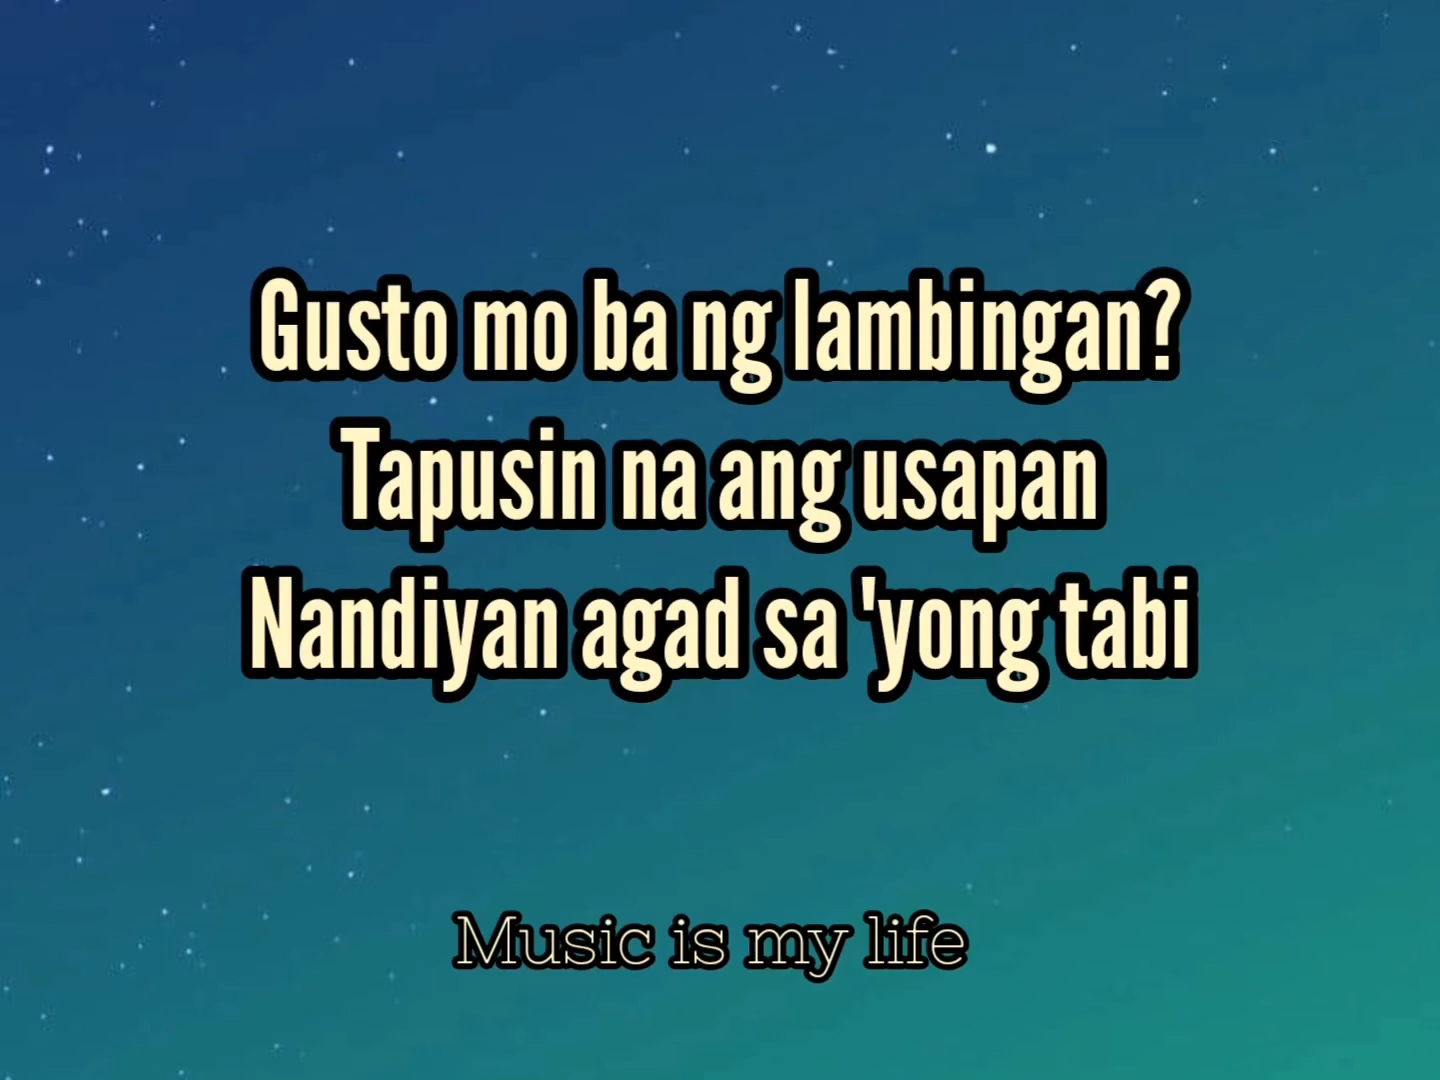 Gusto mo ba ng lambingan?
Tapusin na ang usapan
Nandiyan agad sa 'yong tabi
Music is my life